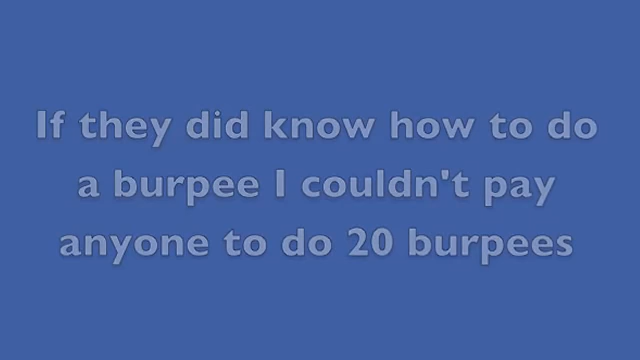 If they did know how to do
a burpee I couldn't pay
anyone to do 20 burpees